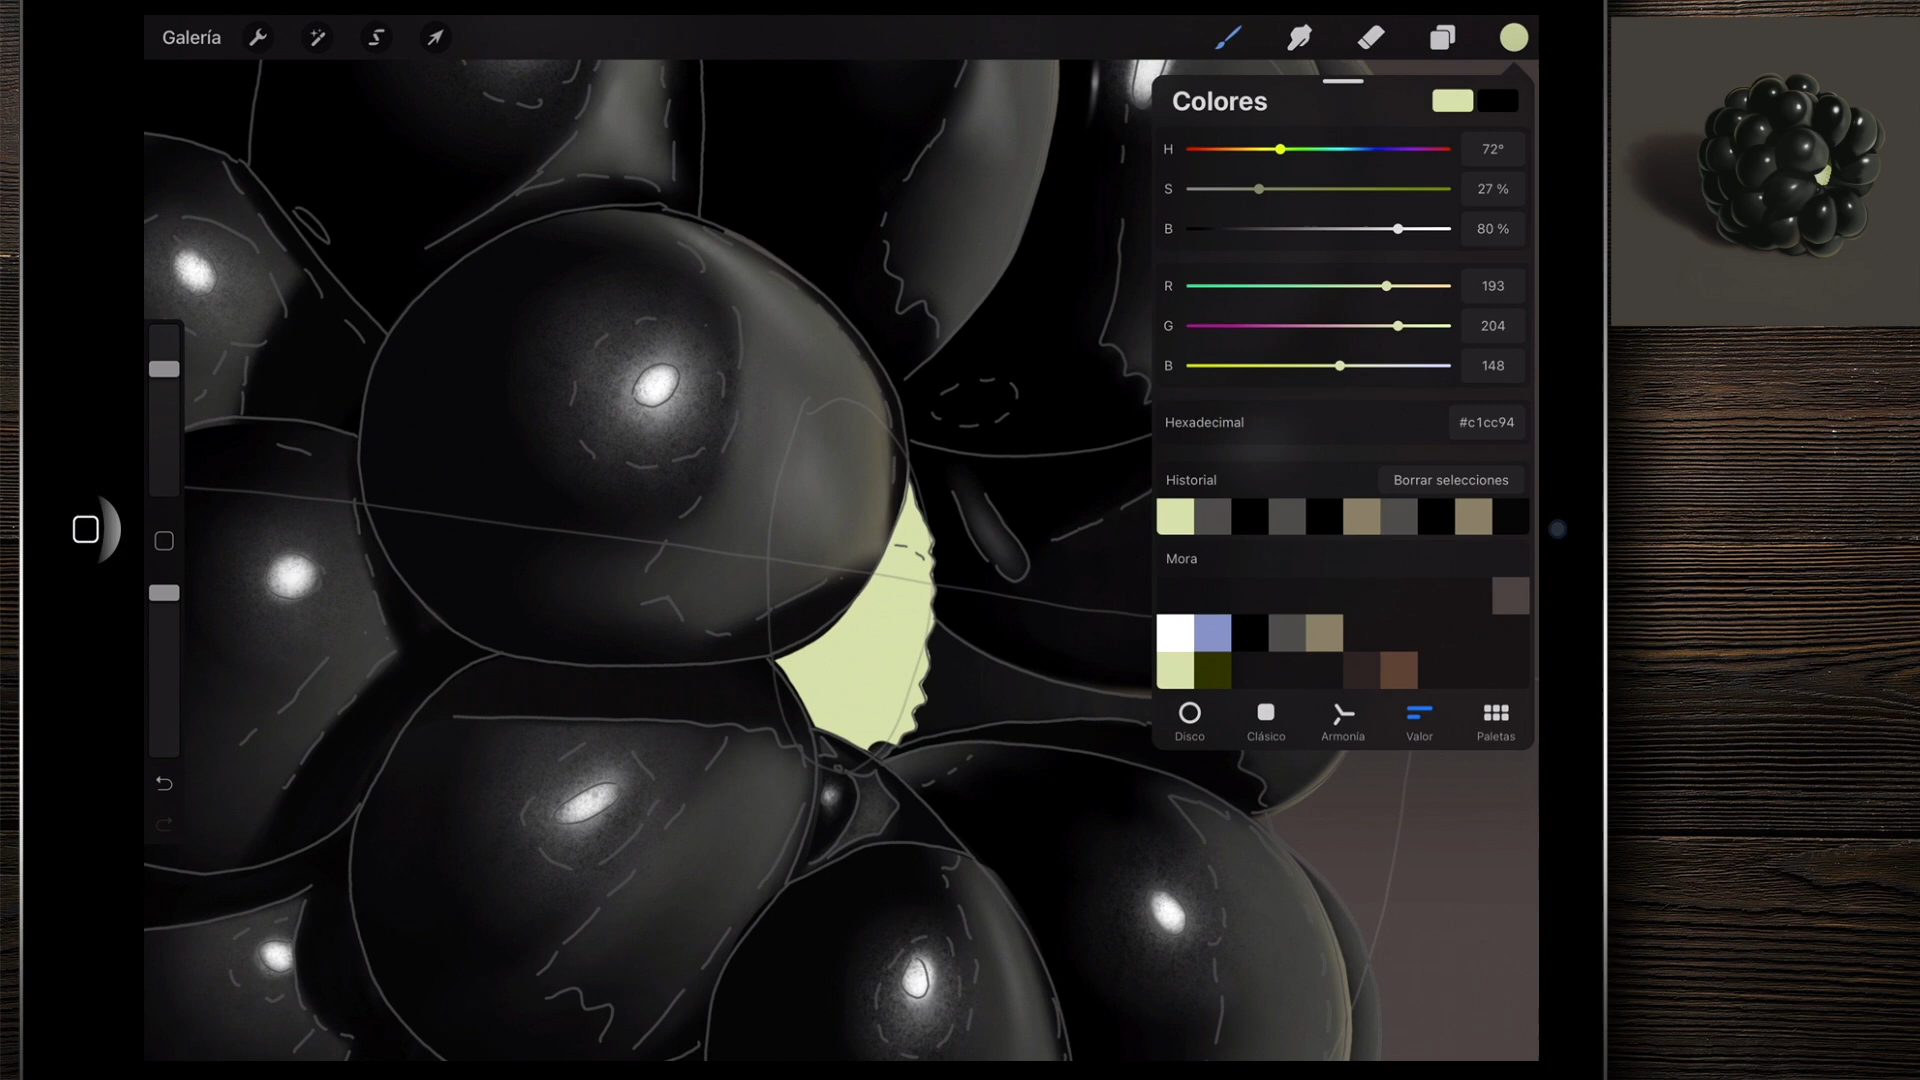 Galería
Colores
H 72°
S 27 %
B 80 %
R 193
G 204
B 148
Hexadecimal #c1cc94
Historial Borrar selecciones
Mora
Disco Clásico Armonía Valor Paletas